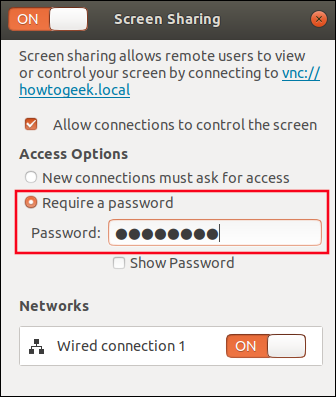 ON Screen Sharing
Screen sharing allows remote users to view
or control your screen by connecting to vnc://
howtogeek.local
Allow connections to control the screen
Access Options
New connections must ask for access
Require a password
Password: ●●●●●●●●
Show Password
Networks
Wired connection 1 ON